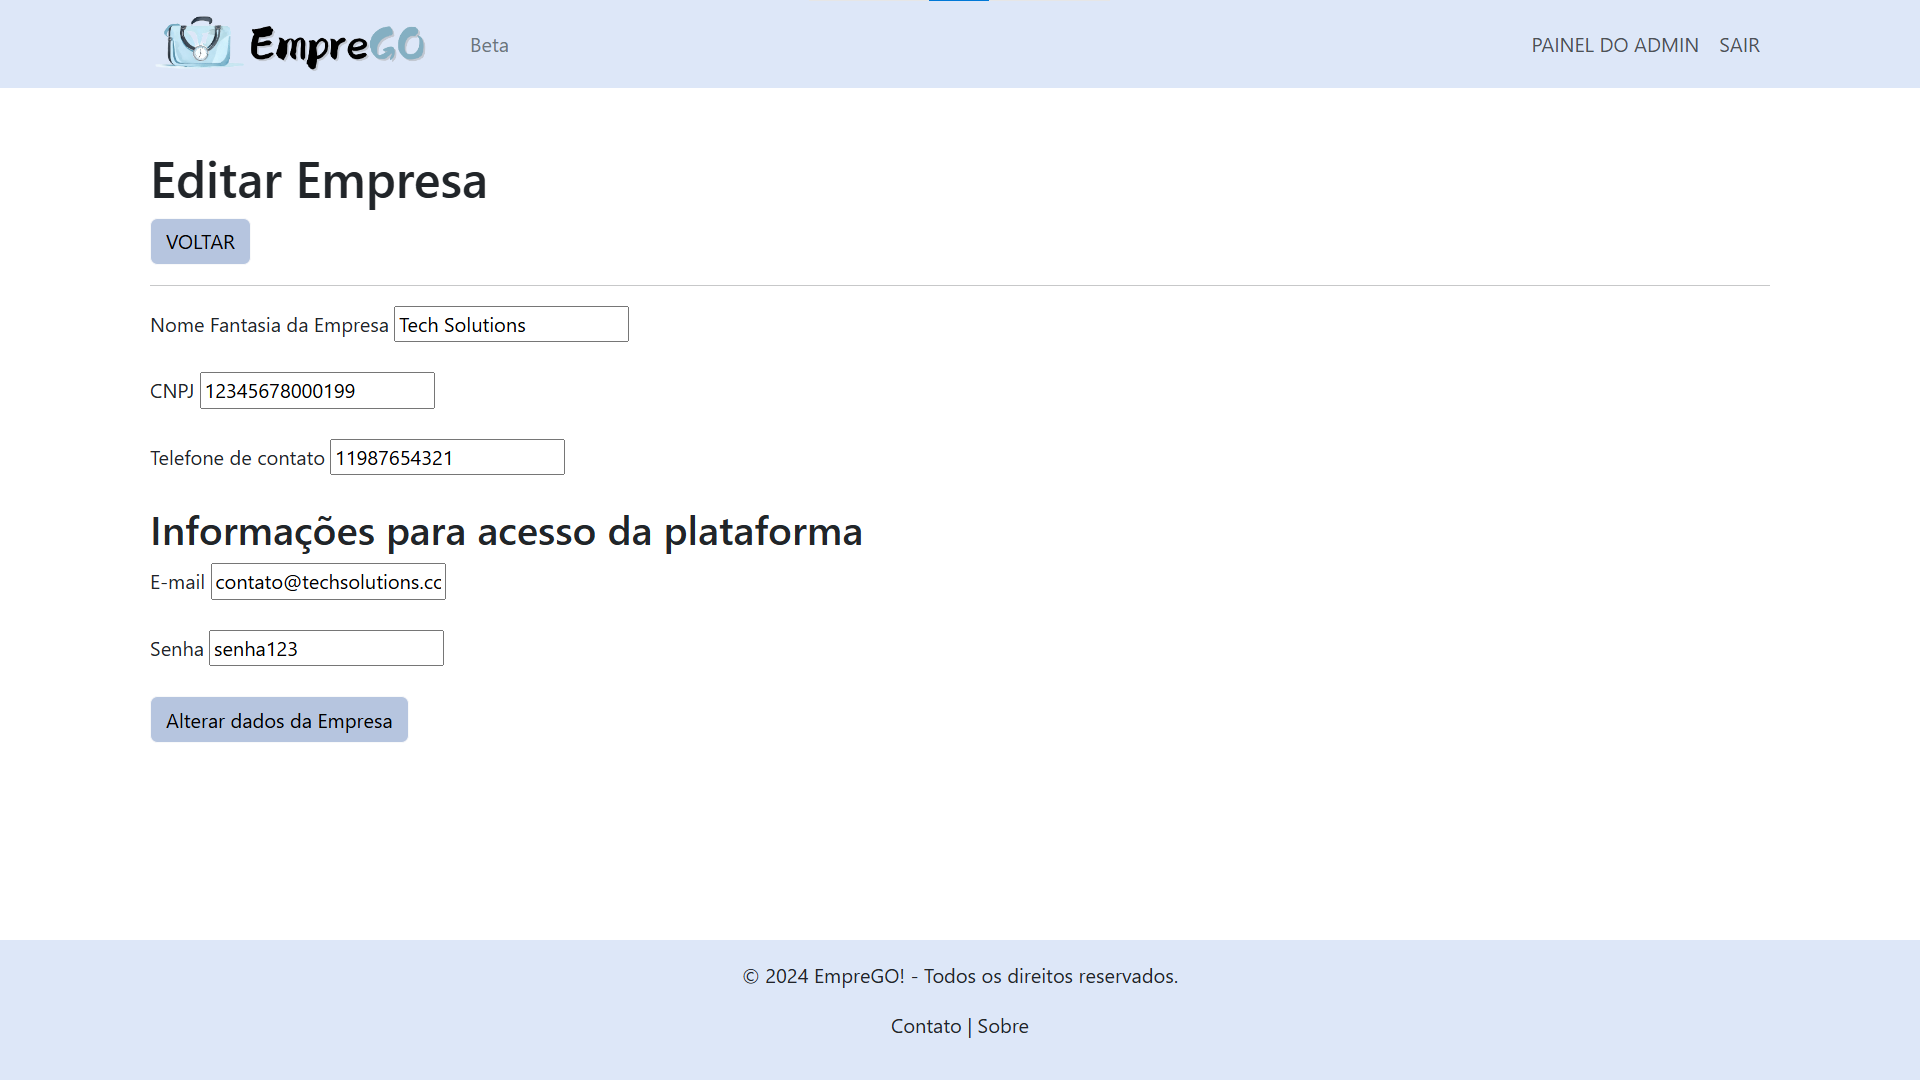 EmpreGO
Beta
PAINEL DO ADMIN
SAIR
Editar Empresa
VOLTAR
Nome Fantasia da Empresa Tech Solutions
CNPJ 12345678000199
Telefone de contato 11987654321
Informações para acesso da plataforma
E-mail contato@techsolutions.cc
Senha senha123
Alterar dados da Empresa
© 2024 EmpreGO! - Todos os direitos reservados.
Contato | Sobre